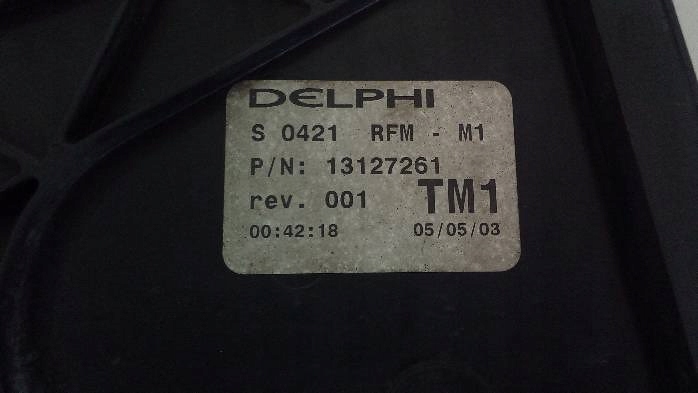 DELPHI
S 0421 RFM - M1
P/N: 13127261
rev. 001 TM1
00:42:18 05/05/03